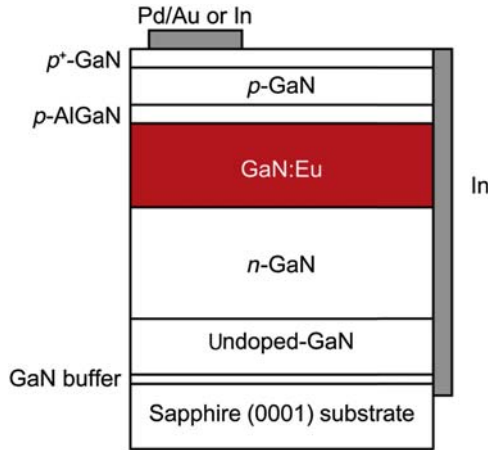 Pd/Au or In
p⁺-GaN
p-GaN
p-AlGaN
GaN:Eu
In
n-GaN
Undoped-GaN
GaN buffer
Sapphire (0001) substrate